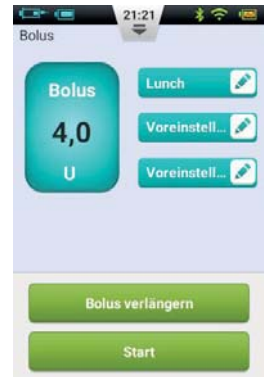 21:21
Bolus
Bolus
4,0
U
Lunch
Voreinstell...
Voreinstell...
Bolus verlängern
Start